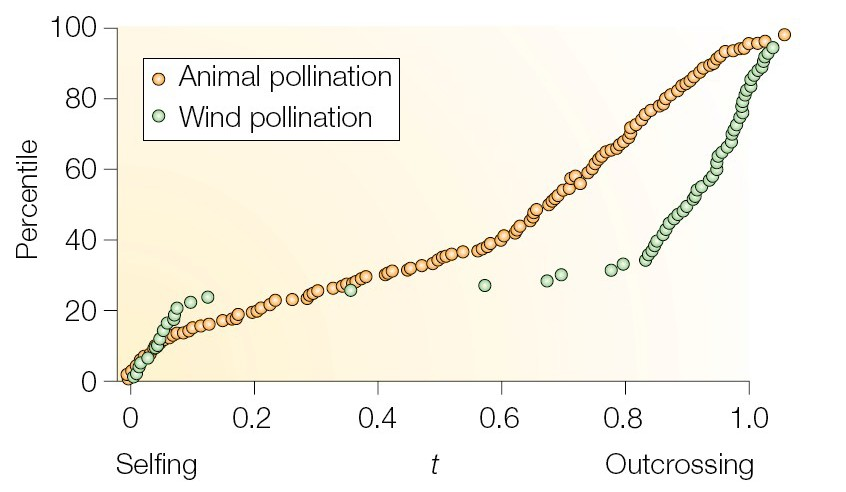 100
Animal pollination
Wind pollination
80
60
40
20
0
Percentile
0 0.2 0.4 0.6 0.8 1.0
Selfing t Outcrossing